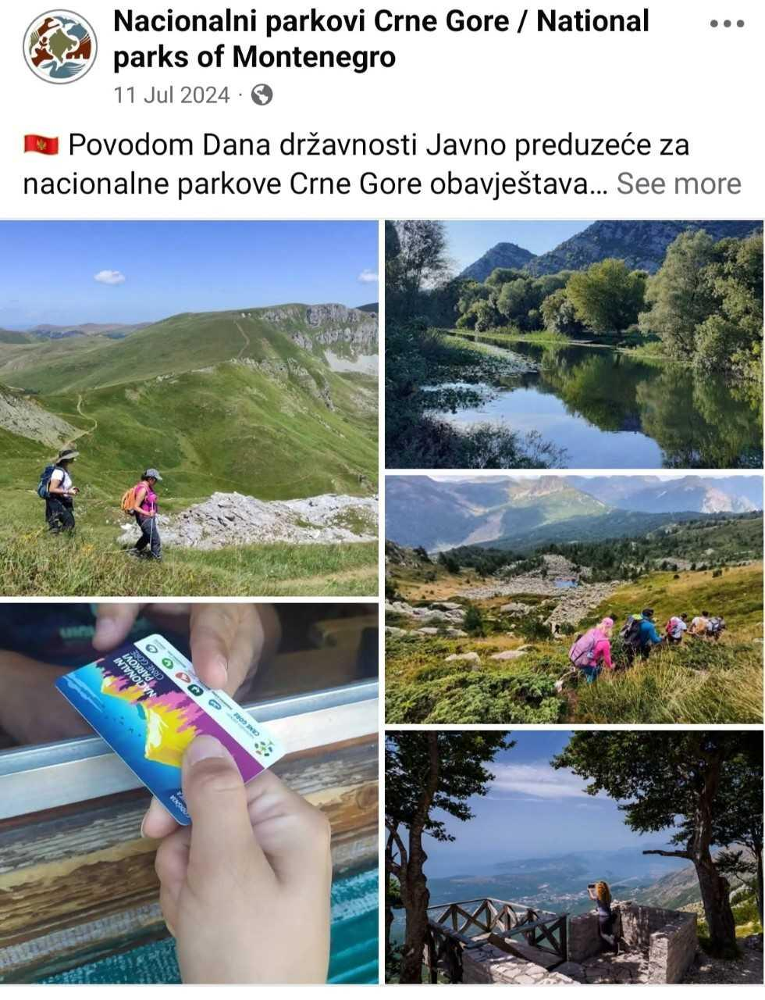 Nacionalni parkovi Crne Gore / National
parks of Montenegro
11 Jul 2024 ·
Povodom Dana državnosti Javno preduzeće za
nacionalne parkove Crne Gore obavještava... See more
NACIONALNI
PARKOVI
CRNE GORE
CRNE GORE